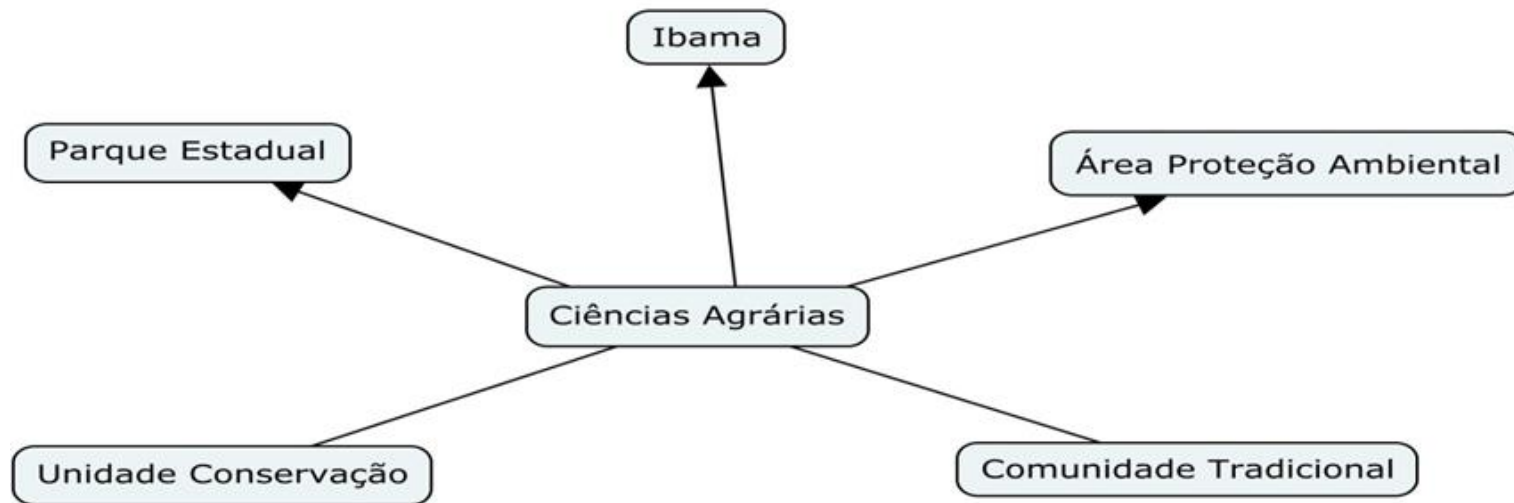 Ibama
Parque Estadual
Área Proteção Ambiental
Ciências Agrárias
Unidade Conservação
Comunidade Tradicional